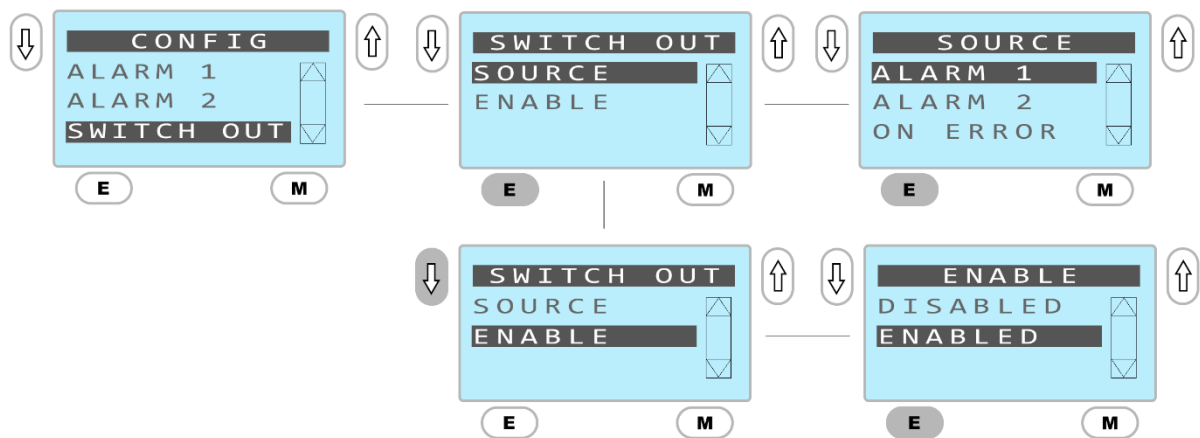 CONFIG
ALARM 1
ALARM 2
SWITCH OUT
E
M
SWITCH OUT
SOURCE
ENABLE
E
M
SOURCE
ALARM 1
ALARM 2
ON ERROR
E
M
SWITCH OUT
SOURCE
ENABLE
E
M
ENABLE
DISABLED
ENABLED
E
M